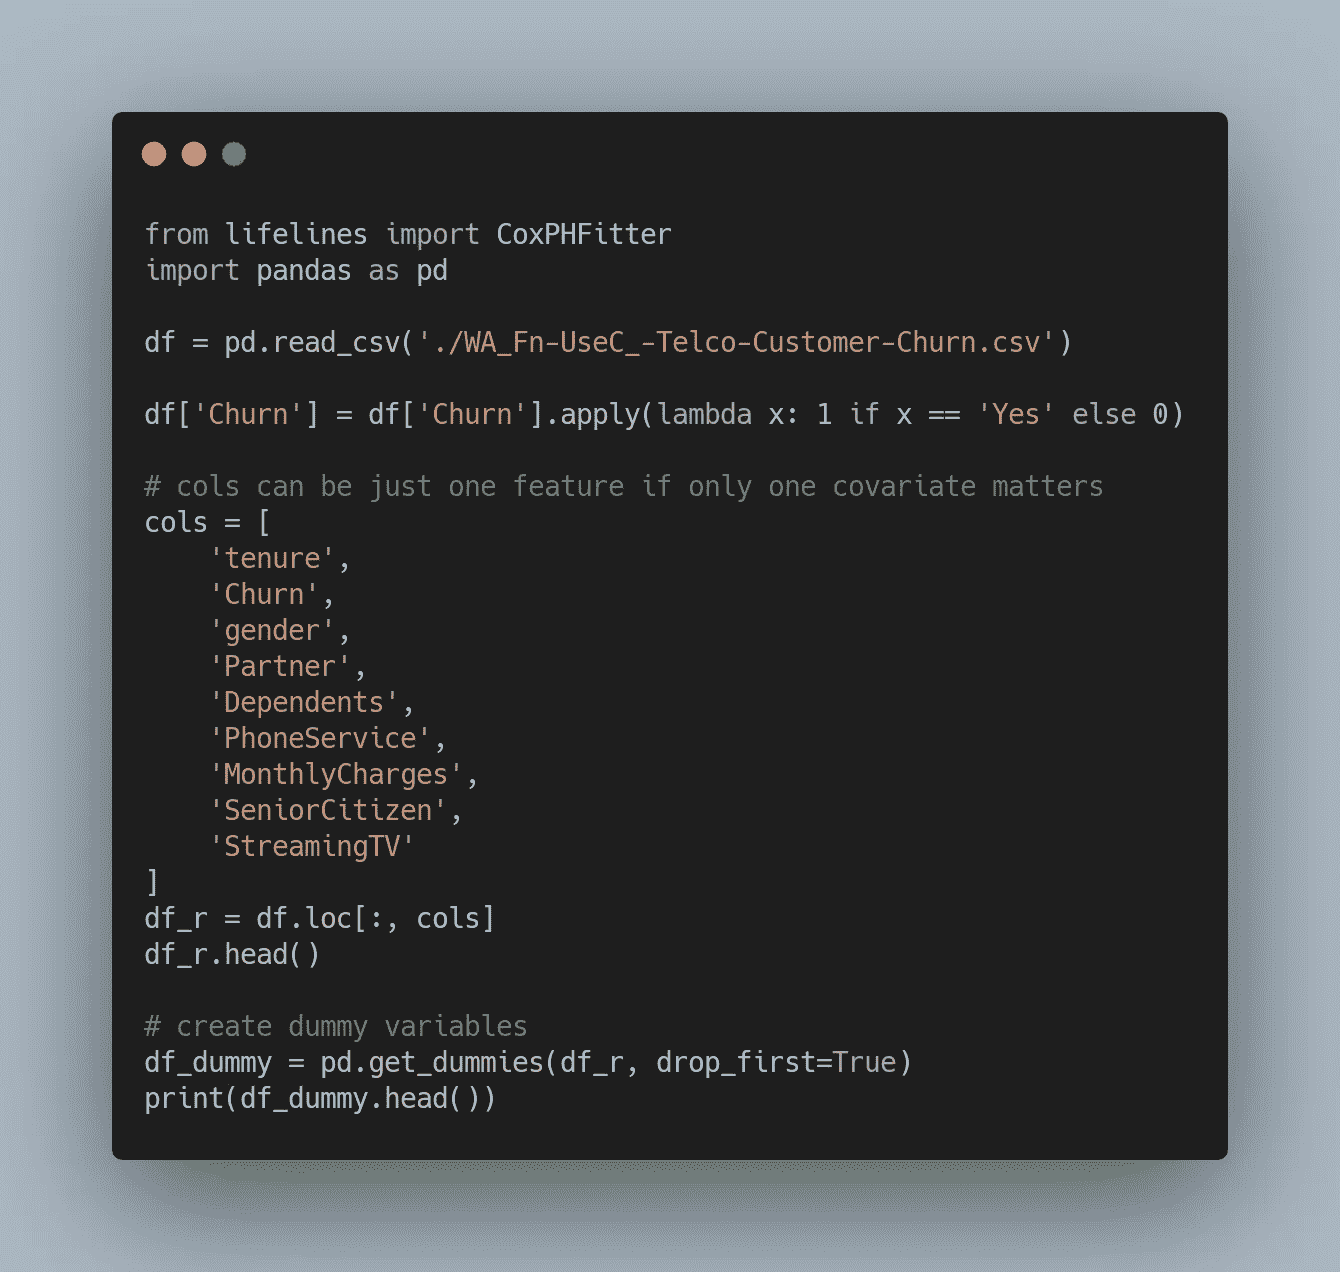 from lifelines import CoxPHFitter
import pandas as pd
df = pd.read_csv('./WA_Fn-UseC_-Telco-Customer-Churn.csv')
df['Churn'] = df['Churn'].apply(lambda x: 1 if x == 'Yes' else 0)
# cols can be just one feature if only one covariate matters
cols = [
    'tenure',
    'Churn',
    'gender',
    'Partner',
    'Dependents',
    'PhoneService',
    'MonthlyCharges',
    'SeniorCitizen',
    'StreamingTV'
]
df_r = df.loc[:, cols]
df_r.head()
# create dummy variables
df_dummy = pd.get_dummies(df_r, drop_first=True)
print(df_dummy.head())